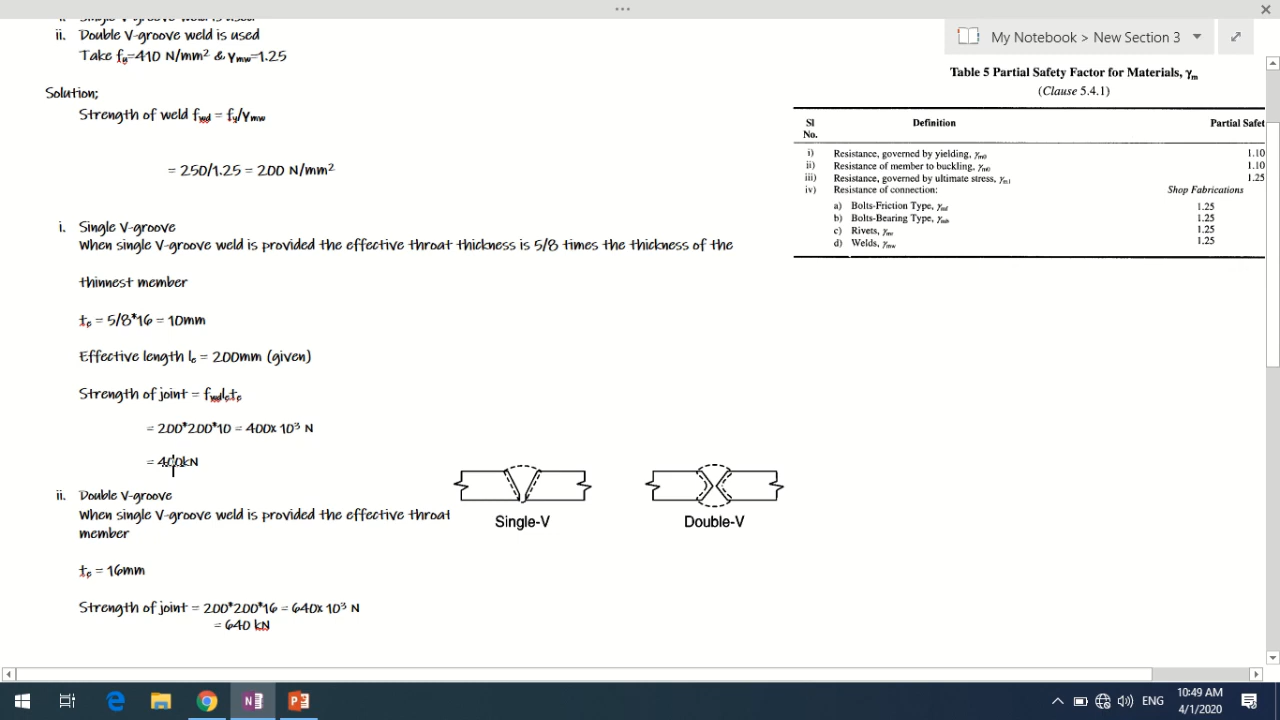 ii. Double V-groove weld is used
Take fy=410 N/mm² & γmw=1.25
Solution;
Strength of weld fwd = fy/γmw
= 250/1.25 = 200 N/mm²
i. Single V-groove
When single V-groove weld is provided the effective throat thickness is 5/8 times the thickness of the
thinnest member
te = 5/8*16 = 10mm
Effective length le = 200mm (given)
Strength of joint = fwdlete
= 200*200*10 = 400x 10³ N
= 400kN
ii. Double V-groove
When single V-groove weld is provided the effective throat
member
te = 16mm
Strength of joint = 200*200*16 = 640x 10³ N
= 640 kN
Single-V
Double-V
My Notebook > New Section 3
Table 5 Partial Safety Factor for Materials, γm
(Clause 5.4.1)
Sl No. Definition Partial Safet
i) Resistance, governed by yielding, γm0 1.10
ii) Resistance of member to buckling, γm0 1.10
iii) Resistance, governed by ultimate stress, γm1 1.25
iv) Resistance of connection: Shop Fabrications
a) Bolts-Friction Type, γmf 1.25
b) Bolts-Bearing Type, γmb 1.25
c) Rivets, γmr 1.25
d) Welds, γmw 1.25
ENG
10:49 AM
4/1/2020